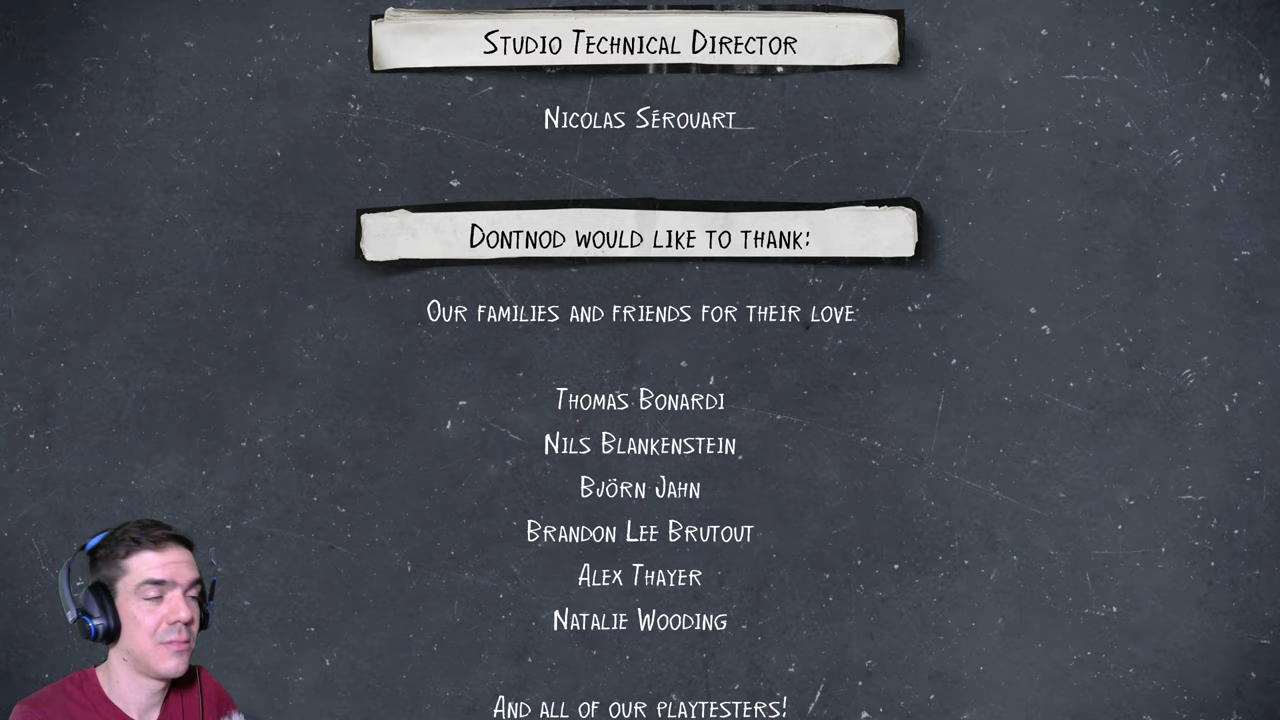 Studio Technical Director
Nicolas Sérouart
Dontnod would like to thank:
Our families and friends for their love
Thomas Bonardi
Nils Blankenstein
Björn Jahn
Brandon Lee Brutout
Alex Thayer
Natalie Wooding
And all of our playtesters!